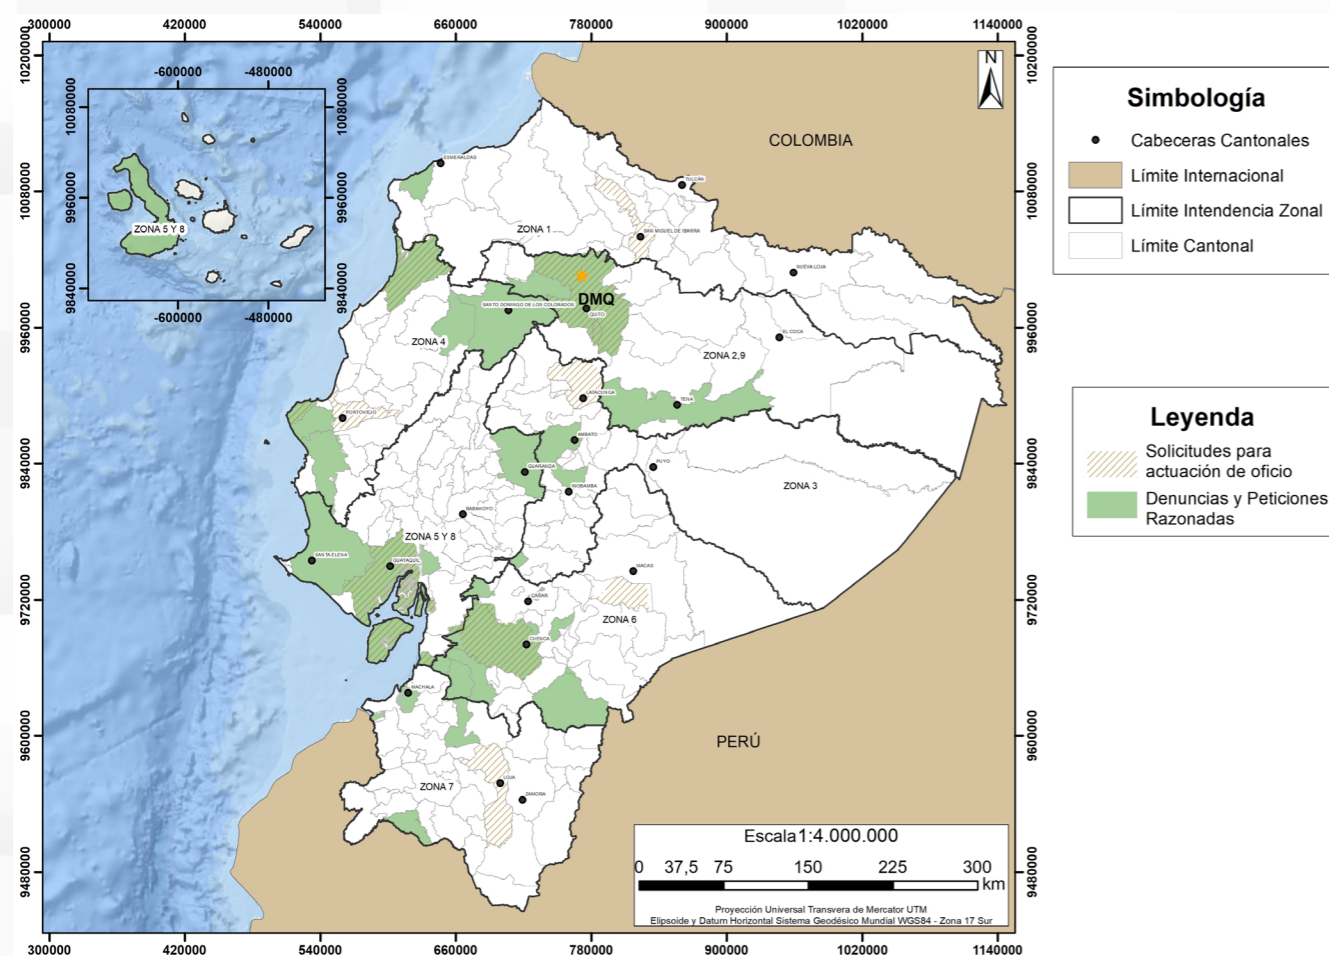 300000 420000 540000 660000 780000 900000 1020000 1140000
10200000
10080000
9960000
9840000
9720000
9600000
9480000
10200000
10080000
9960000
9840000
9720000
9600000
9480000
-600000 -480000
10080000
9960000
9840000
10080000
9960000
9840000
-600000 -480000
ZONA 5 Y 8
N
COLOMBIA
ESMERALDAS
TULCÁN
ZONA 1
SAN MIGUEL DE IBARRA
NUEVA LOJA
DMQ
SANTO DOMINGO DE LOS COLORADOS
QUITO
EL COCA
ZONA 4
ZONA 2,9
LATACUNGA
TENA
PORTOVIEJO
AMBATO
GUARANDA
PUYO
RIOBAMBA
ZONA 3
BABAHOYO
ZONA 5 Y 8
SANTA ELENA
GUAYAQUIL
MACAS
CAÑAR
ZONA 6
CUENCA
MACHALA
PERÚ
ZONA 7
LOJA
ZAMORA
Escala1:4.000.000
0 37,5 75 150 225 300
km
Proyección Universal Transvera de Mercator UTM
Elipsoide y Datum Horizontal Sistema Geodésico Mundial WGS84 - Zona 17 Sur
300000 420000 540000 660000 780000 900000 1020000 1140000
Simbología
Cabeceras Cantonales
Límite Internacional
Límite Intendencia Zonal
Límite Cantonal
Leyenda
Solicitudes para
actuación de oficio
Denuncias y Peticiones
Razonadas